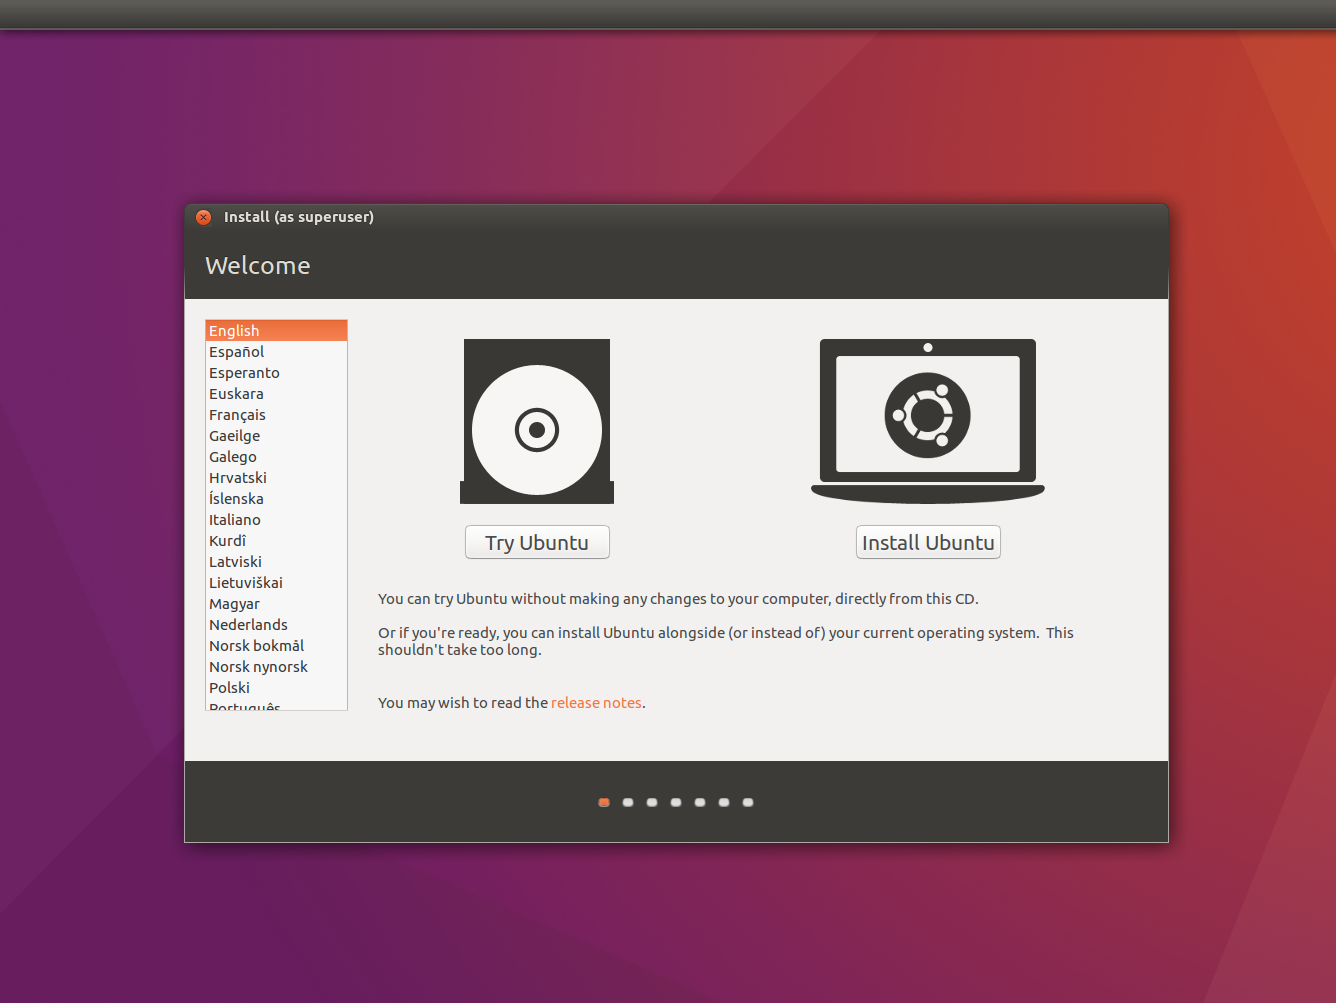 Install (as superuser)
Welcome
English
Español
Esperanto
Euskara
Français
Gaeilge
Galego
Hrvatski
Íslenska
Italiano
Kurdî
Latviski
Lietuviškai
Magyar
Nederlands
Norsk bokmål
Norsk nynorsk
Polski
Português
Try Ubuntu
Install Ubuntu
You can try Ubuntu without making any changes to your computer, directly from this CD.
Or if you're ready, you can install Ubuntu alongside (or instead of) your current operating system.  This
shouldn't take too long.
You may wish to read the release notes.